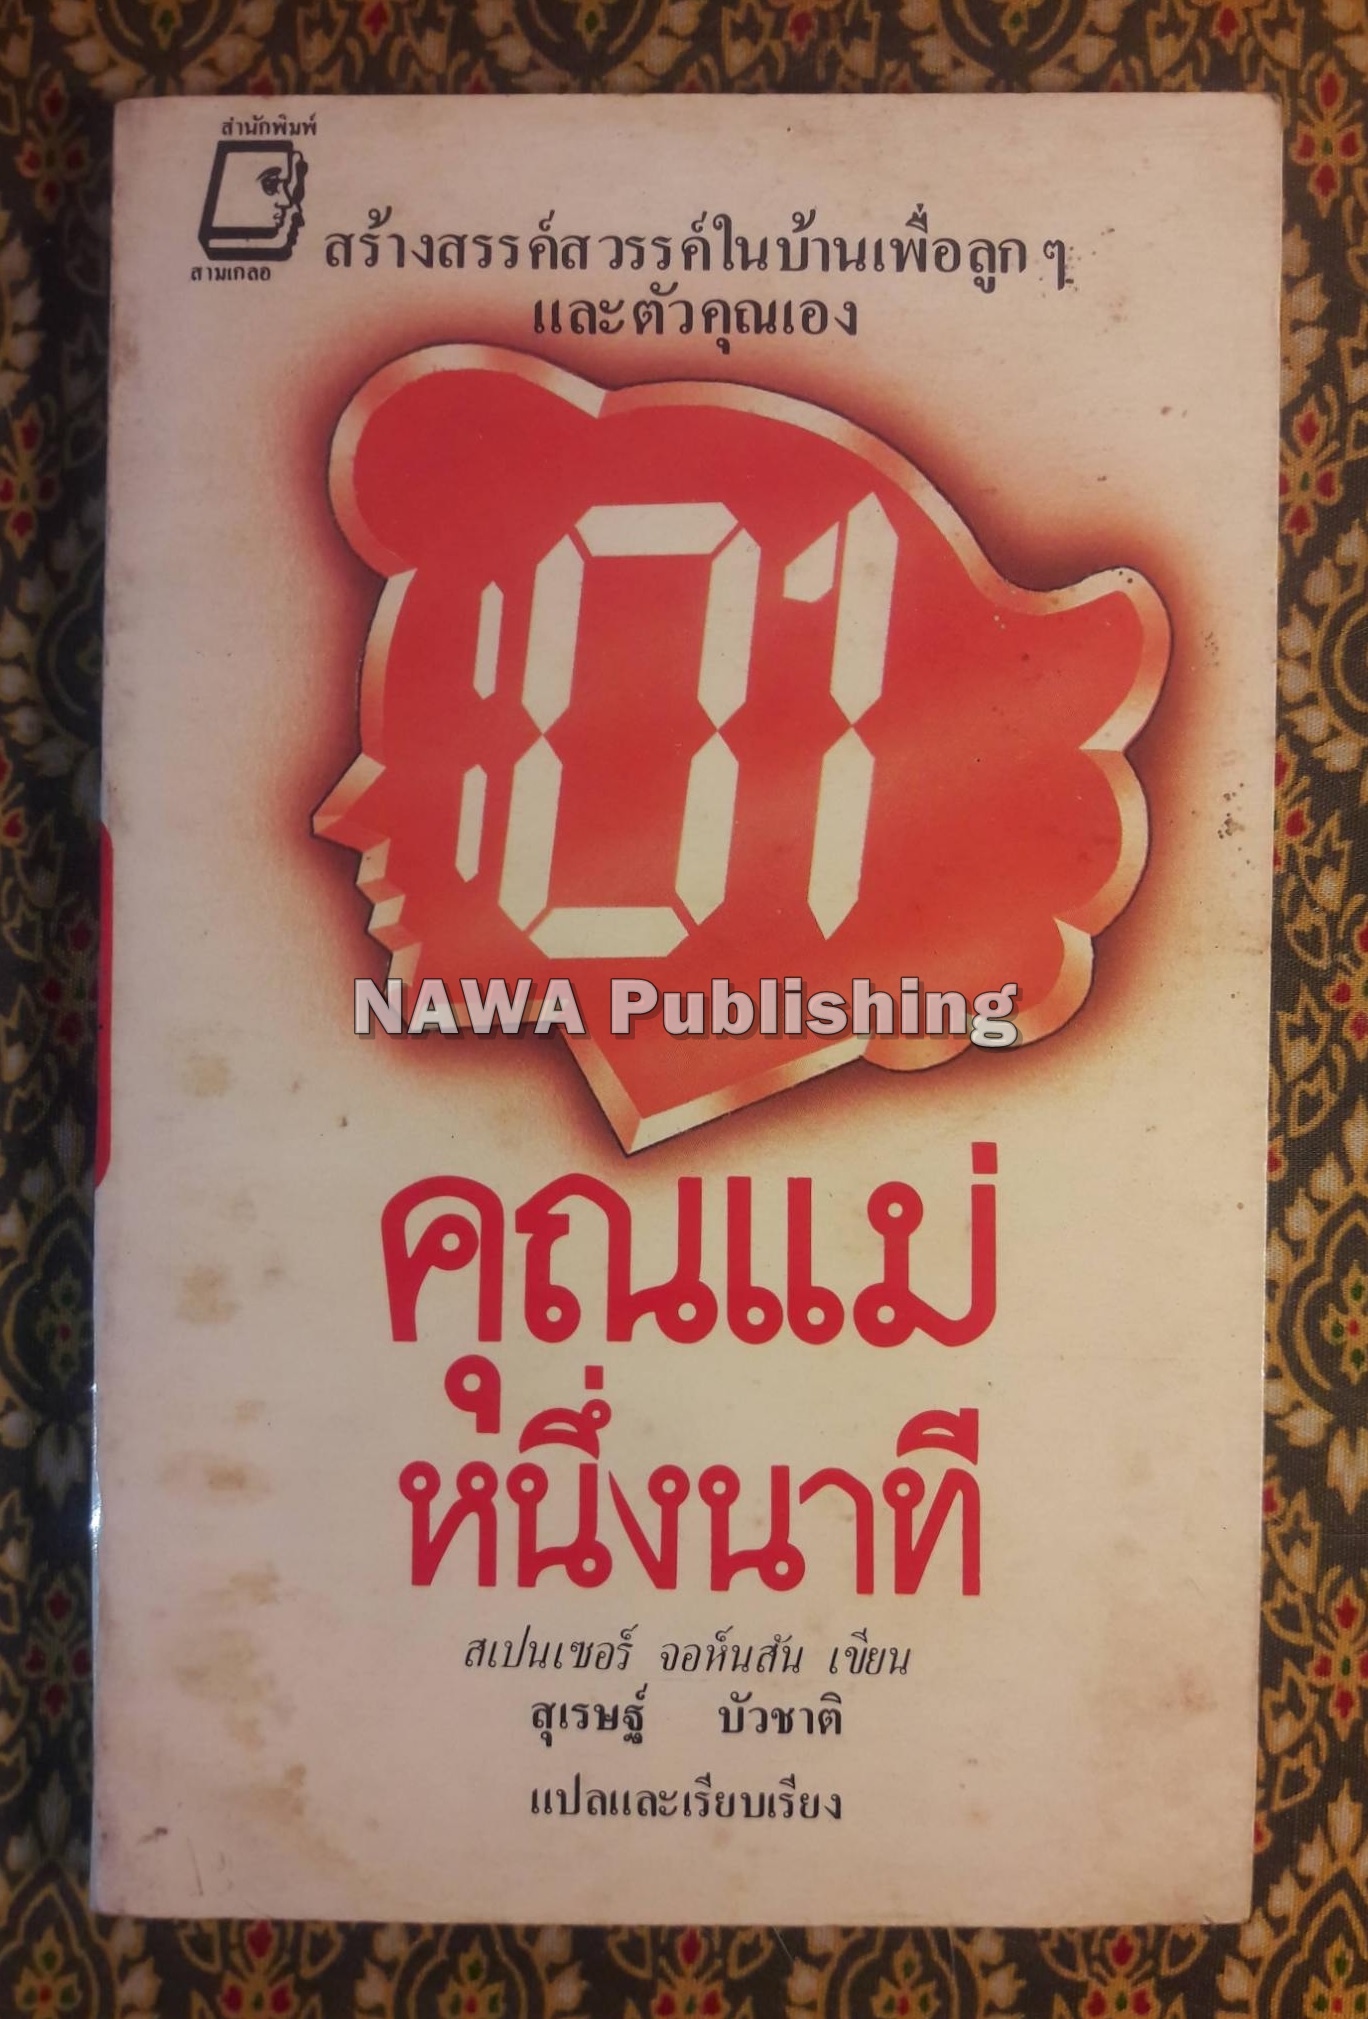 สำนักพิมพ์
สามเกลอ
สร้างสรรค์สวรรค์ในบ้านเพื่อลูก ๆ
และตัวคุณเอง
01
NAWA Publishing
คุณแม่
หนึ่งนาที
สเปนเซอร์ จอห์นสัน เขียน
สุเรษฐ์ บัวชาติ
แปลและเรียบเรียง